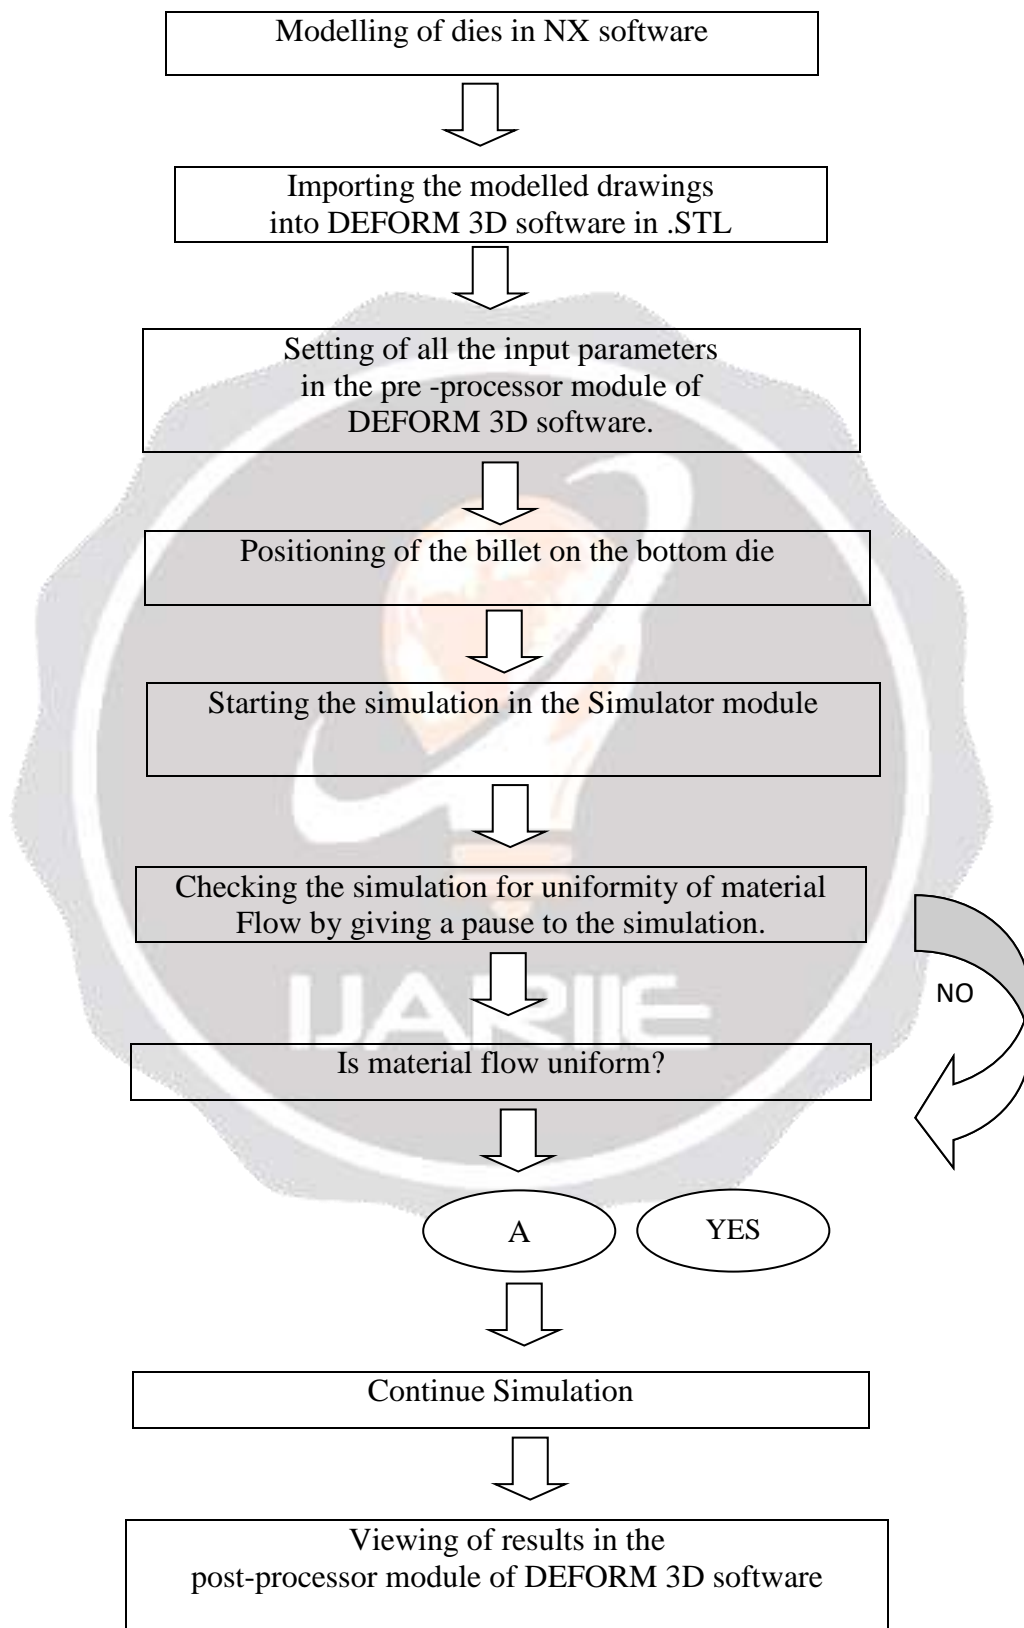 Modelling of dies in NX software
Importing the modelled drawings
into DEFORM 3D software in .STL
Setting of all the input parameters
in the pre -processor module of
DEFORM 3D software.
Positioning of the billet on the bottom die
Starting the simulation in the Simulator module
Checking the simulation for uniformity of material
Flow by giving a pause to the simulation.
NO
IJARIIE
Is material flow uniform?
A
YES
Continue Simulation
Viewing of results in the
post-processor module of DEFORM 3D software